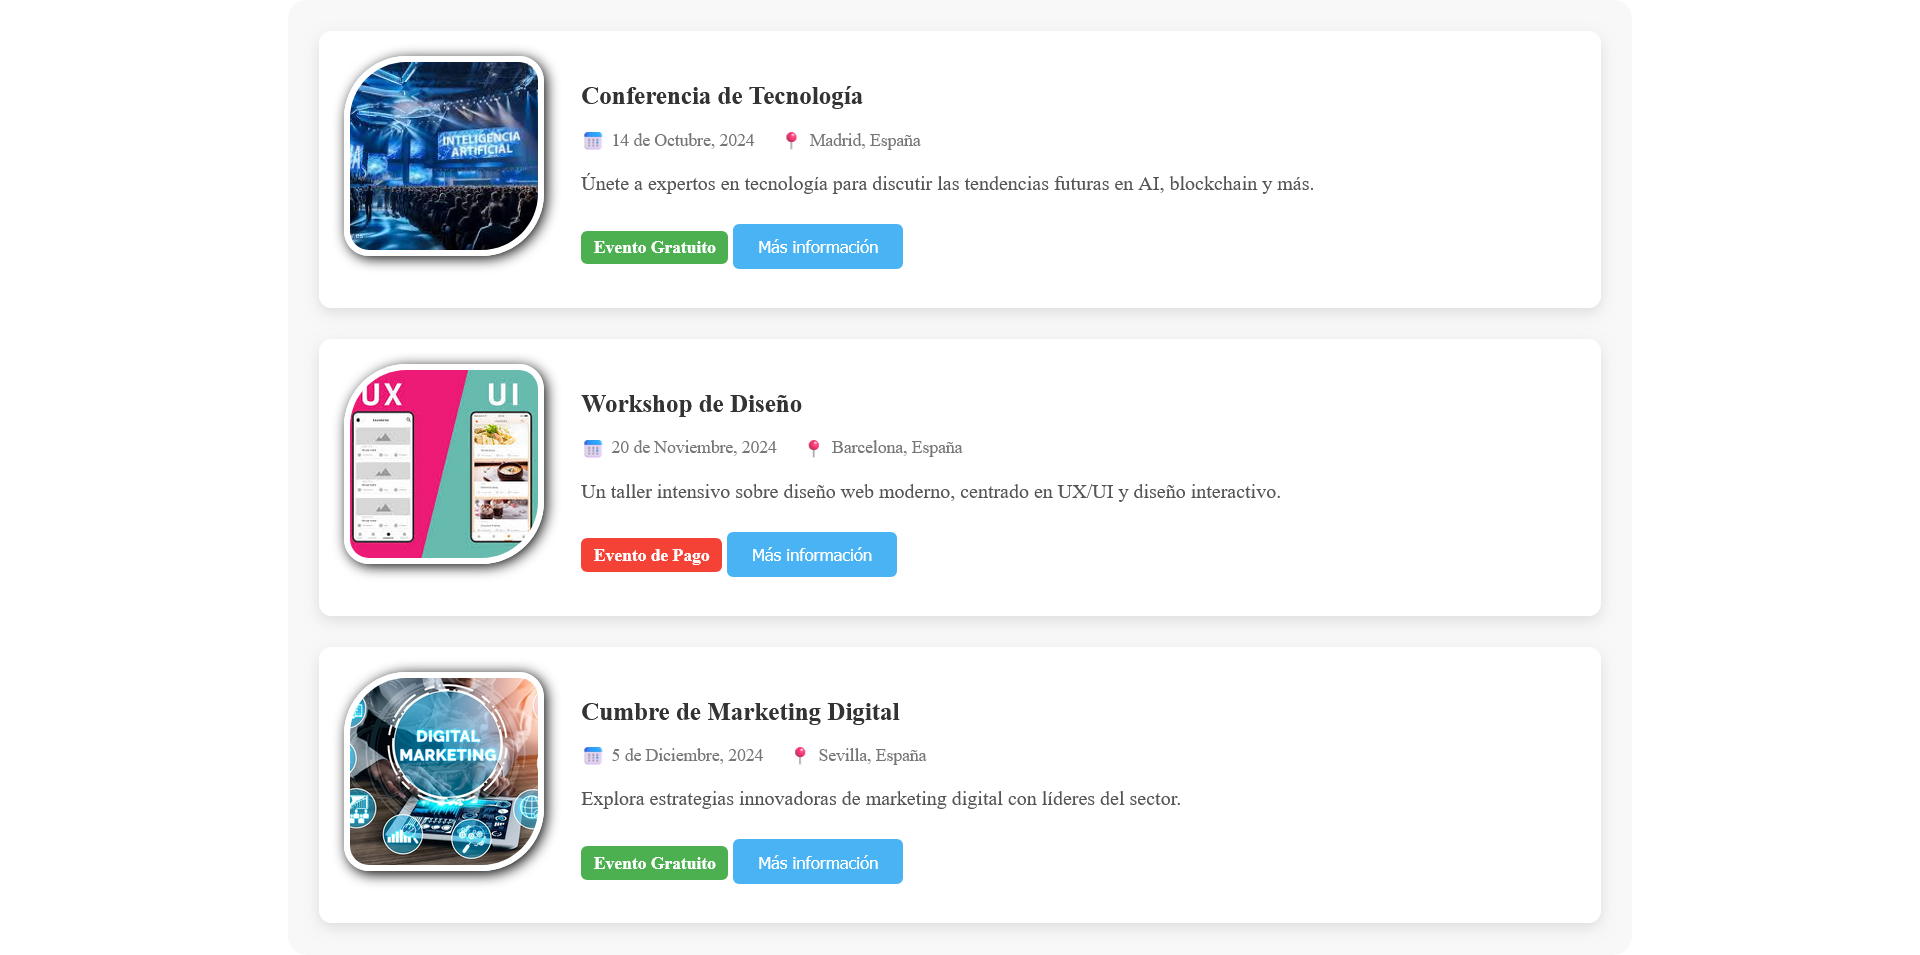 INTELIGENCIA
ARTIFICIAL
Conferencia de Tecnología
14 de Octubre, 2024 Madrid, España
Únete a expertos en tecnología para discutir las tendencias futuras en AI, blockchain y más.
Evento Gratuito Más información
UX UI
Workshop de Diseño
20 de Noviembre, 2024 Barcelona, España
Un taller intensivo sobre diseño web moderno, centrado en UX/UI y diseño interactivo.
Evento de Pago Más información
DIGITAL
MARKETING
Cumbre de Marketing Digital
5 de Diciembre, 2024 Sevilla, España
Explora estrategias innovadoras de marketing digital con líderes del sector.
Evento Gratuito Más información